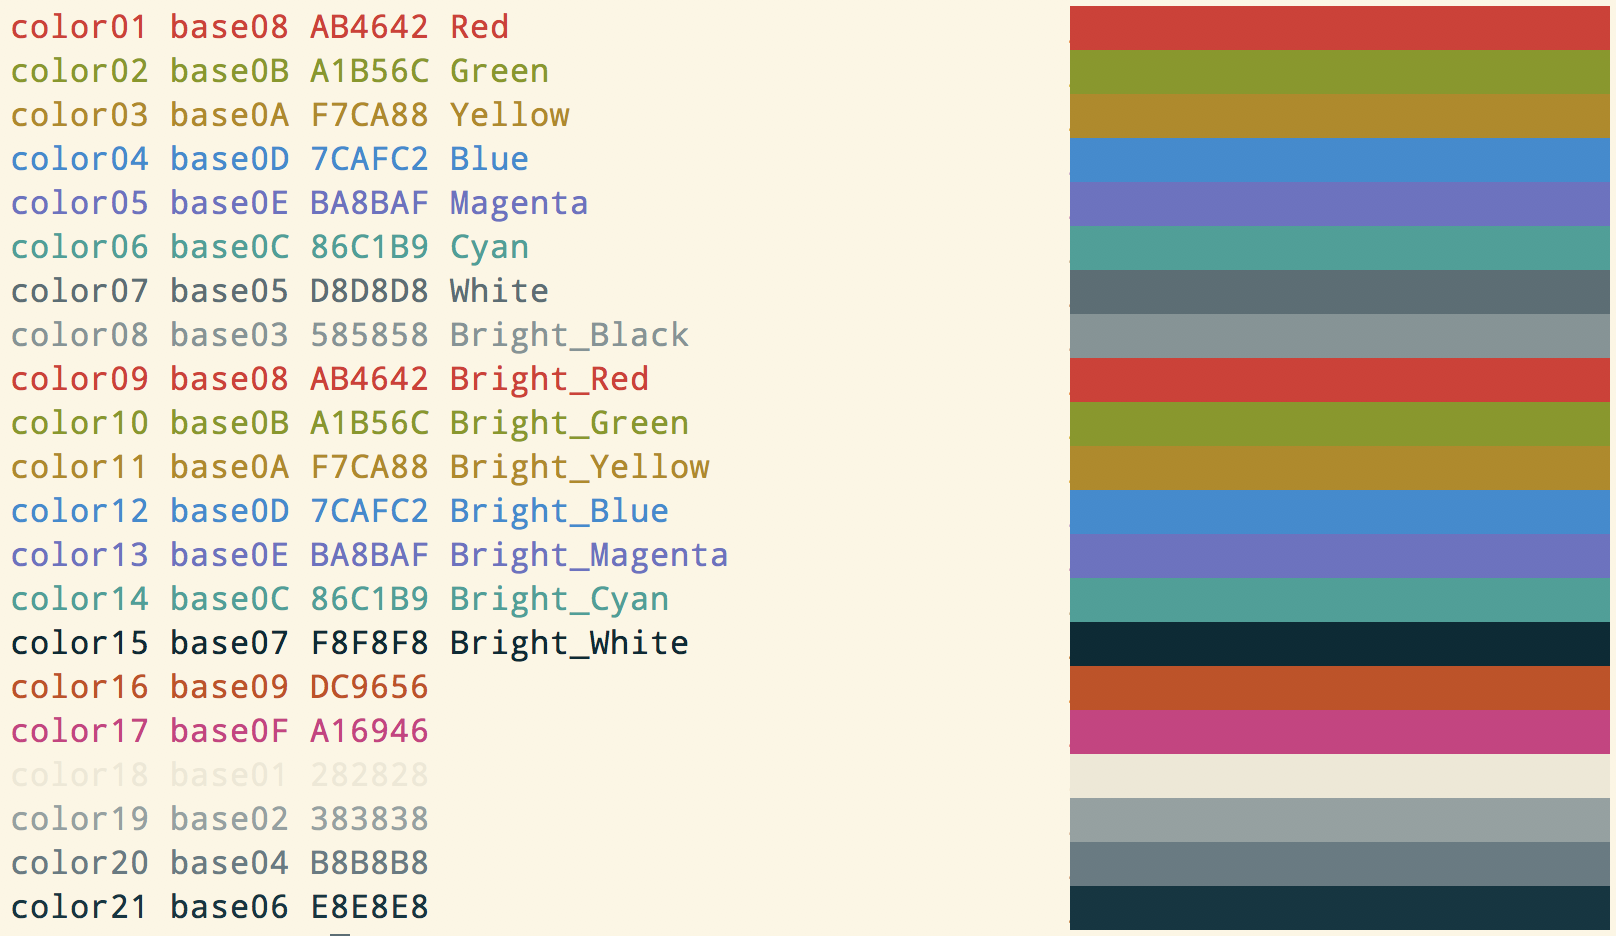 color01 base08 AB4642 Red
color02 base0B A1B56C Green
color03 base0A F7CA88 Yellow
color04 base0D 7CAFC2 Blue
color05 base0E BA8BAF Magenta
color06 base0C 86C1B9 Cyan
color07 base05 D8D8D8 White
color08 base03 585858 Bright_Black
color09 base08 AB4642 Bright_Red
color10 base0B A1B56C Bright_Green
color11 base0A F7CA88 Bright_Yellow
color12 base0D 7CAFC2 Bright_Blue
color13 base0E BA8BAF Bright_Magenta
color14 base0C 86C1B9 Bright_Cyan
color15 base07 F8F8F8 Bright_White
color16 base09 DC9656
color17 base0F A16946
color18 base01 282828
color19 base02 383838
color20 base04 B8B8B8
color21 base06 E8E8E8